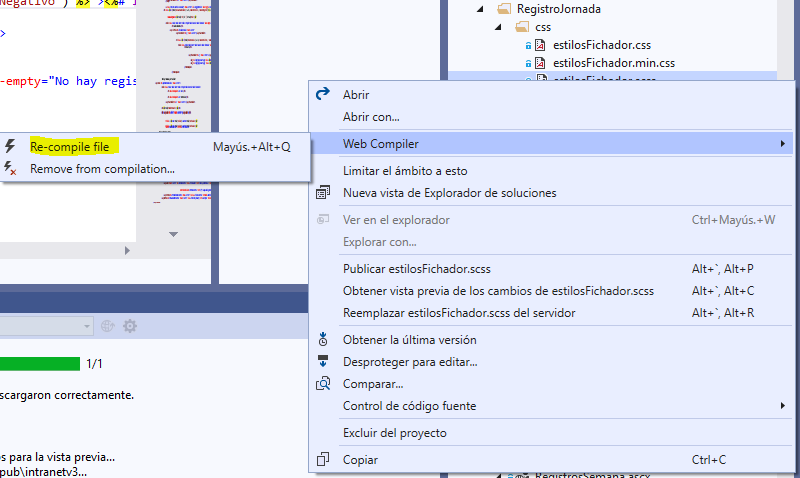 Negativo") %>"><%#
>
-empty="No hay regis
RegistroJornada
css
estilosFichador.css
estilosFichador.min.css
estilosFichador.scss
Abrir
Abrir con...
Web Compiler
Re-compile file Mayús.+Alt+Q
Remove from compilation...
Limitar el ámbito a esto
Nueva vista de Explorador de soluciones
Ver en el explorador Ctrl+Mayús.+W
Explorar con...
Publicar estilosFichador.scss Alt+`, Alt+P
Obtener vista previa de los cambios de estilosFichador.scss Alt+`, Alt+C
Reemplazar estilosFichador.scss del servidor Alt+`, Alt+R
Obtener la última versión
Desproteger para editar...
Comparar...
Control de código fuente
Excluir del proyecto
Copiar Ctrl+C
1/1
scargaron correctamente.
os para la vista previa...
pub\intranetv3...
RegistrosSemana.ascx